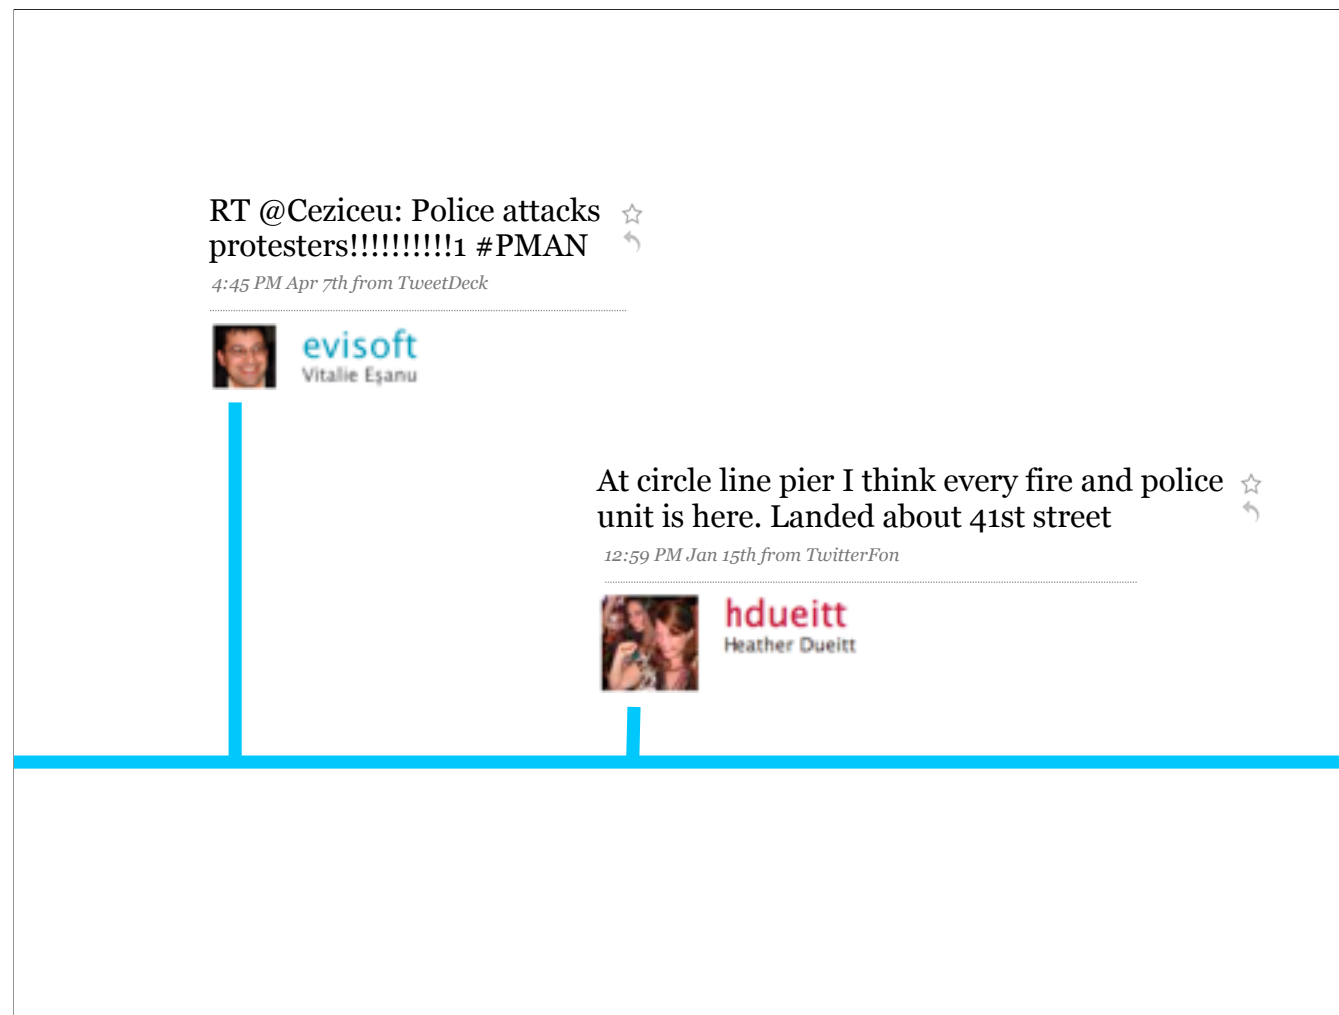 RT @Ceziceu: Police attacks
protesters!!!!!!!!!!1 #PMAN
4:45 PM Apr 7th from TweetDeck
evisoft
Vitalie Eşanu
At circle line pier I think every fire and police
unit is here. Landed about 41st street
12:59 PM Jan 15th from TwitterFon
hdueitt
Heather Dueitt